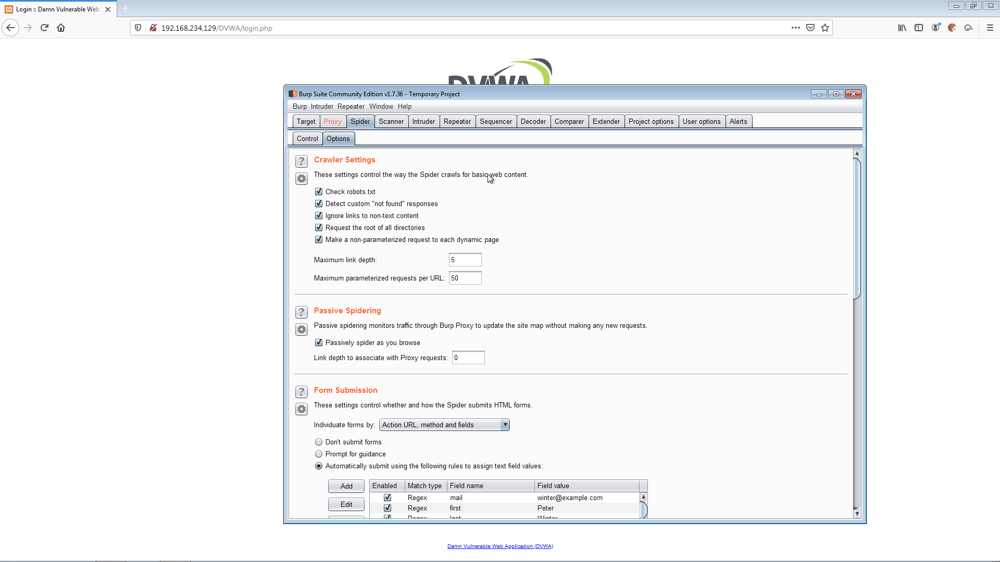 Login :: Damn Vulnerable Web
192.168.234.129/DVWA/login.php
DVWA
Burp Suite Community Edition v1.7.36 - Temporary Project
Burp Intruder Repeater Window Help
Target Proxy Spider Scanner Intruder Repeater Sequencer Decoder Comparer Extender Project options User options Alerts
Control Options
? Crawler Settings
These settings control the way the Spider crawls for basic web content.
Check robots.txt
Detect custom "not found" responses
Ignore links to non-text content
Request the root of all directories
Make a non-parameterized request to each dynamic page
Maximum link depth: 5
Maximum parameterized requests per URL: 50
? Passive Spidering
Passive spidering monitors traffic through Burp Proxy to update the site map without making any new requests.
Passively spider as you browse
Link depth to associate with Proxy requests: 0
? Form Submission
These settings control whether and how the Spider submits HTML forms.
Individuate forms by: Action URL, method and fields
Don't submit forms
Prompt for guidance
Automatically submit using the following rules to assign text field values:
Add Enabled Match type Field name Field value
Regex mail winter@example.com
Edit Regex first Peter
Regex last Winter
Damn Vulnerable Web Application (DVWA)